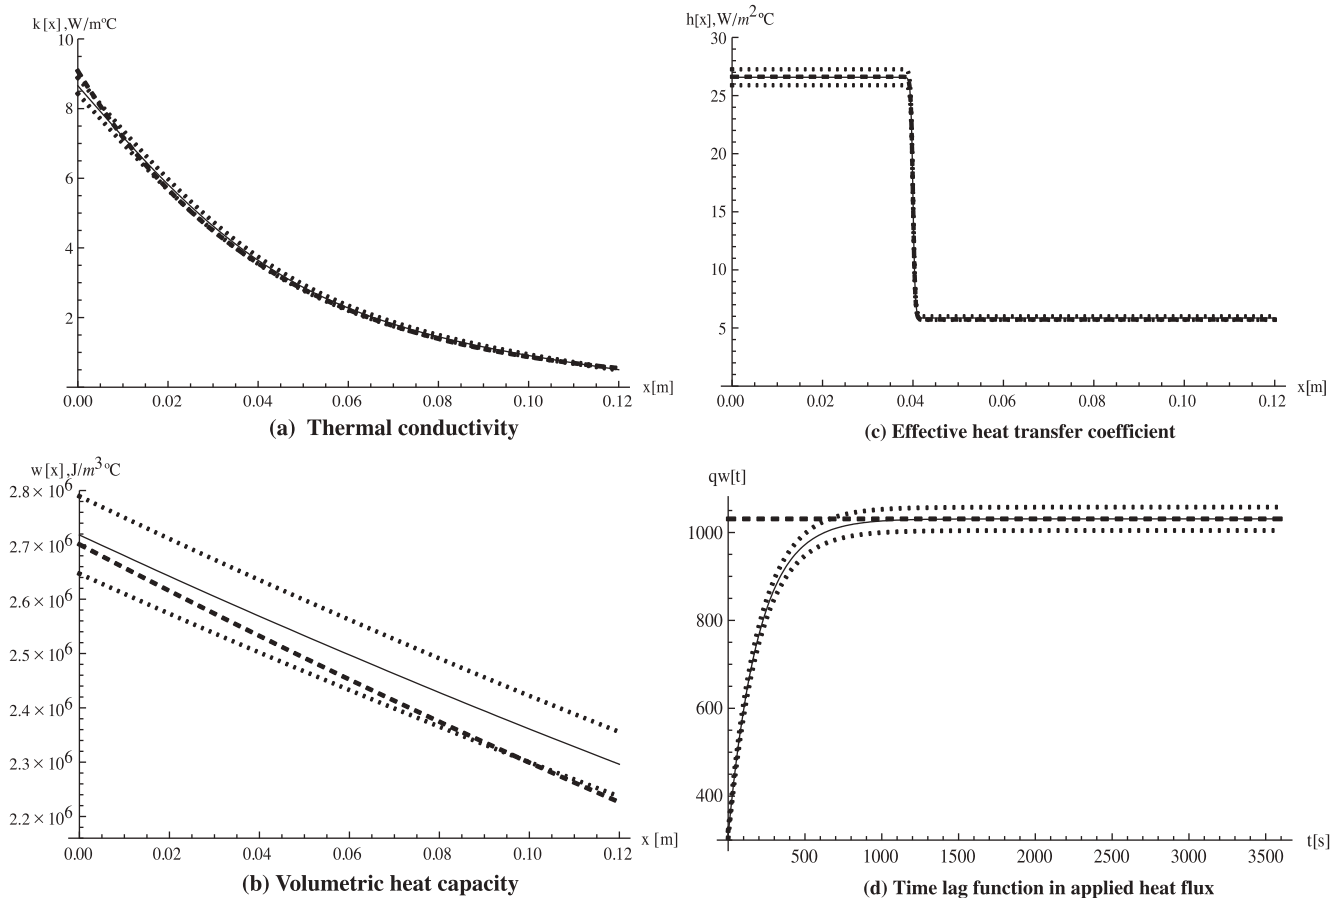 k[x],W/mºC
10
8
6
4
2
0.00 0.02 0.04 0.06 0.08 0.10 0.12 x[m]
(a) Thermal conductivity
h[x],W/m²ºC
30
25
20
15
10
5
0.00 0.02 0.04 0.06 0.08 0.10 0.12 x[m]
(c) Effective heat transfer coefficient
w[x],J/m³ºC
2.8 × 10⁶
2.7 × 10⁶
2.6 × 10⁶
2.5 × 10⁶
2.4 × 10⁶
2.3 × 10⁶
2.2 × 10⁶
0.00 0.02 0.04 0.06 0.08 0.10 0.12 x [m]
(b) Volumetric heat capacity
qw[t]
1000
800
600
400
500 1000 1500 2000 2500 3000 3500 t[s]
(d) Time lag function in applied heat flux